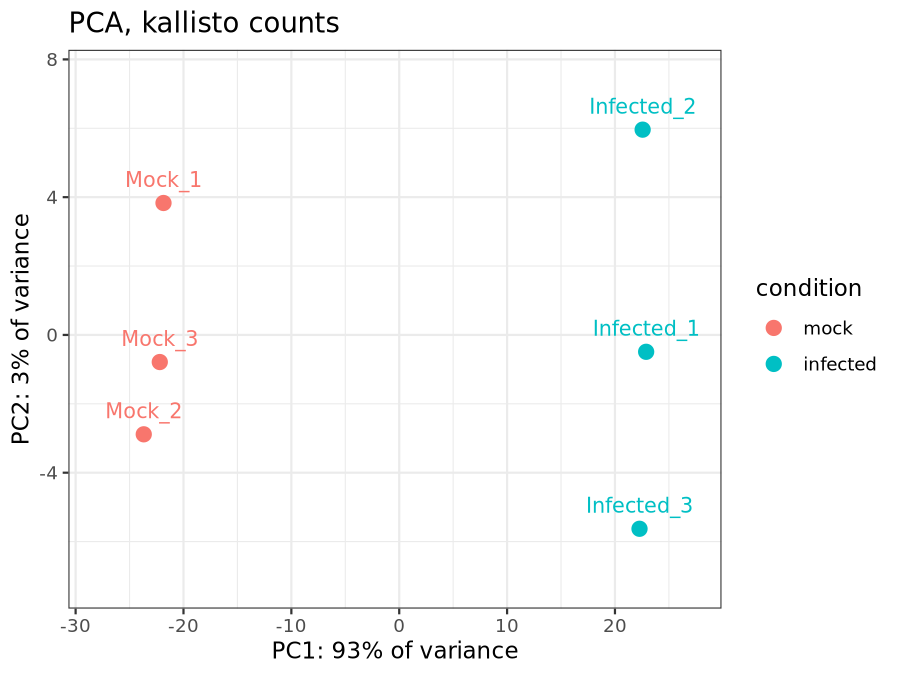 PCA, kallisto counts
8
4
0
-4
PC2: 3% of variance
Infected_2
Mock_1
Infected_1
Mock_3
Mock_2
Infected_3
-30
-20
-10
0
10
20
PC1: 93% of variance
condition
mock
infected